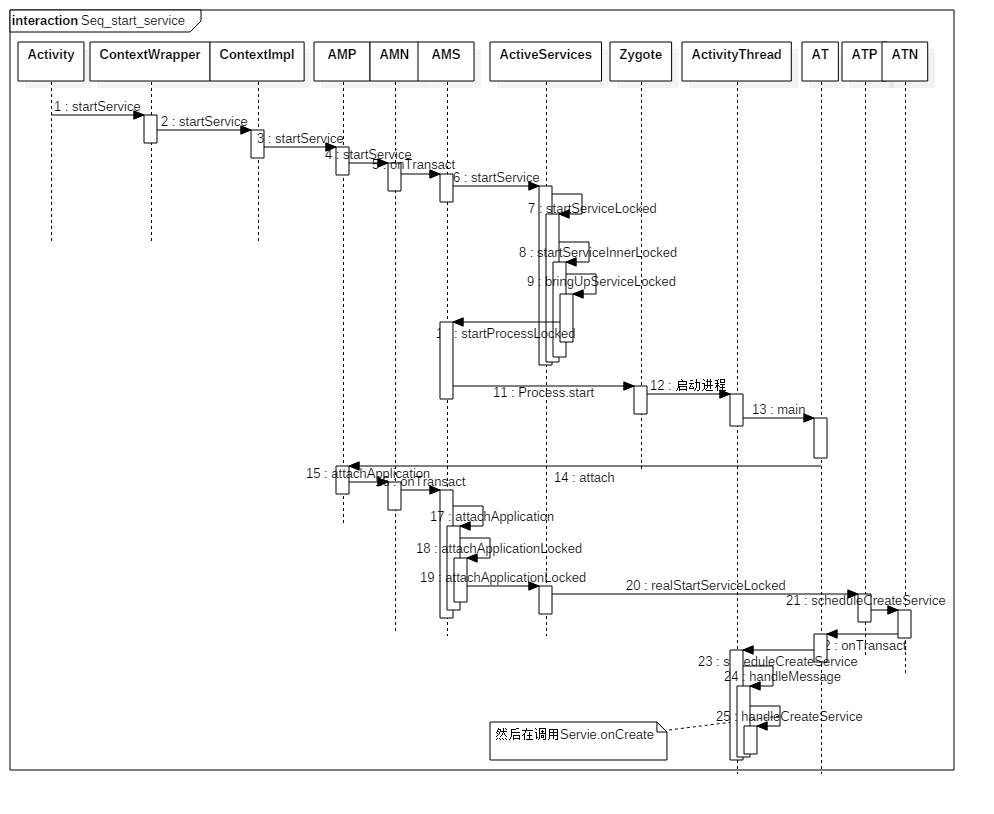 interaction Seq_start_service
Activity
ContextWrapper
ContextImpl
AMP
AMN
AMS
ActiveServices
Zygote
ActivityThread
AT
ATP
ATN
1 : startService
2 : startService
3 : startService
4 : startService
5 : onTransact
6 : startService
7 : startServiceLocked
8 : startServiceInnerLocked
9 : bringUpServiceLocked
: startProcessLocked
11 : Process.start
12 : 启动进程
13 : main
14 : attach
15 : attachApplication
: onTransact
17 : attachApplication
18 : attachApplicationLocked
19 : attachApplicationLocked
20 : realStartServiceLocked
21 : scheduleCreateService
: onTransact
23 : scheduleCreateService
24 : handleMessage
25 : handleCreateService
然后在调用Servie.onCreate